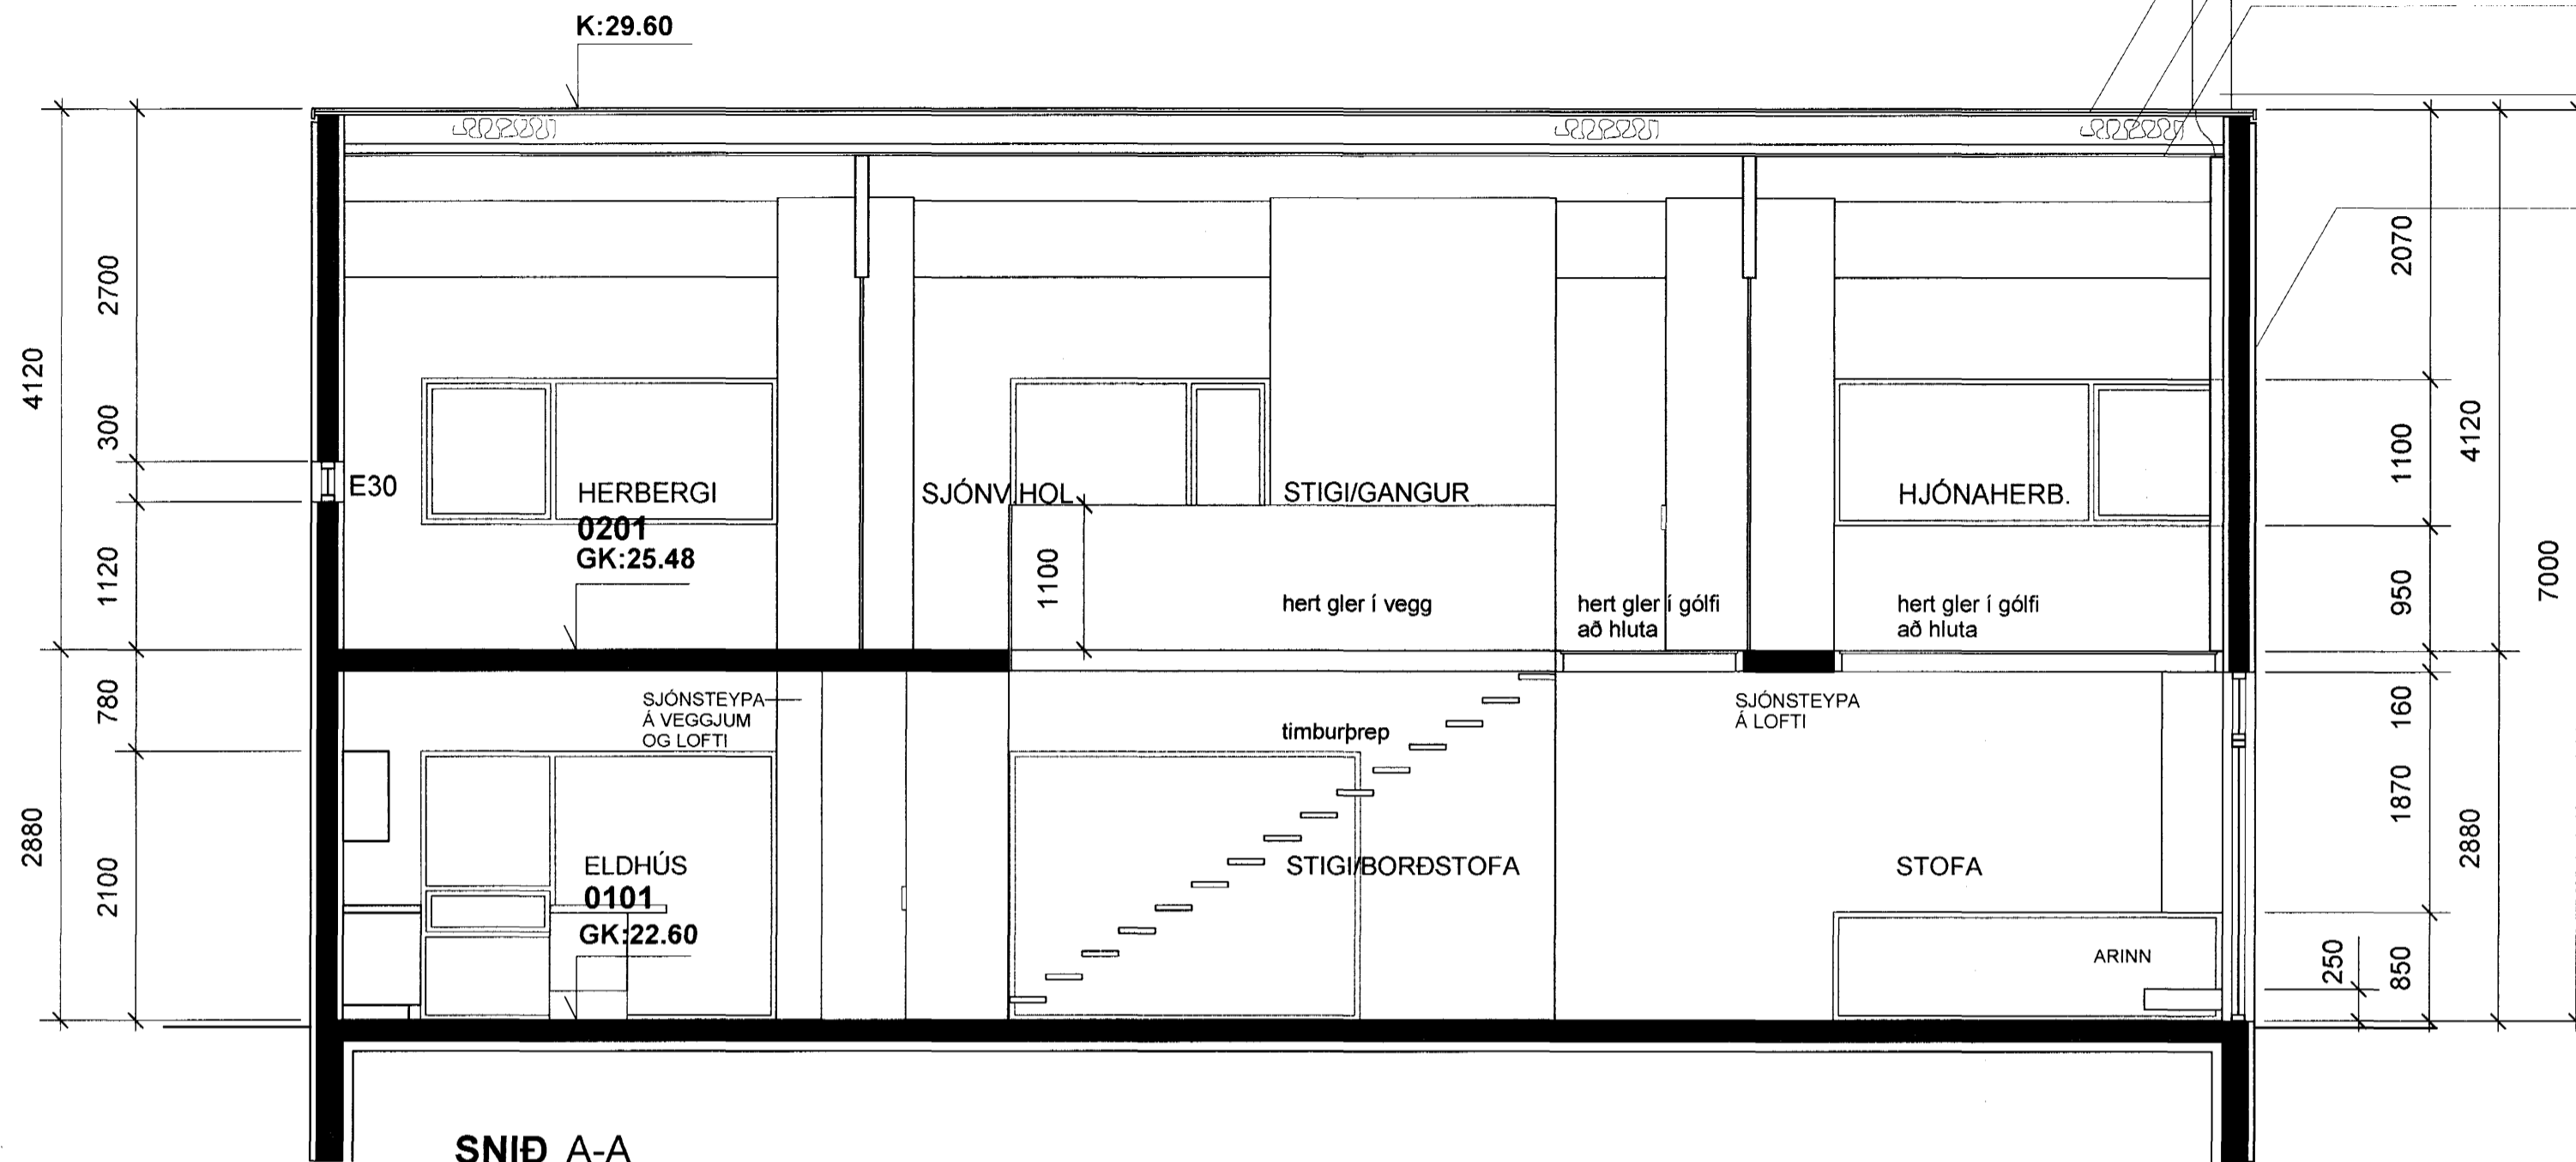 K:29.60
4120
2700
300
1120
2880
780
2100
E30
HERBERGI
0201
GK:25.48
SJÓNV.HOL
STIGI/GANGUR
HJÓNAHERB.
1100
hert gler í vegg
hert gler í gólfi
að hluta
hert gler í gólfi
að hluta
SJÓNSTEYPA
Á VEGGJUM
OG LOFTI
timburþrep
SJÓNSTEYPA
Á LOFTI
ELDHÚS
0101
GK:22.60
STIGI/BORÐSTOFA
STOFA
ARINN
2070
1100
950
160
1870
850
250
4120
2880
7000
SNIÐ A-A